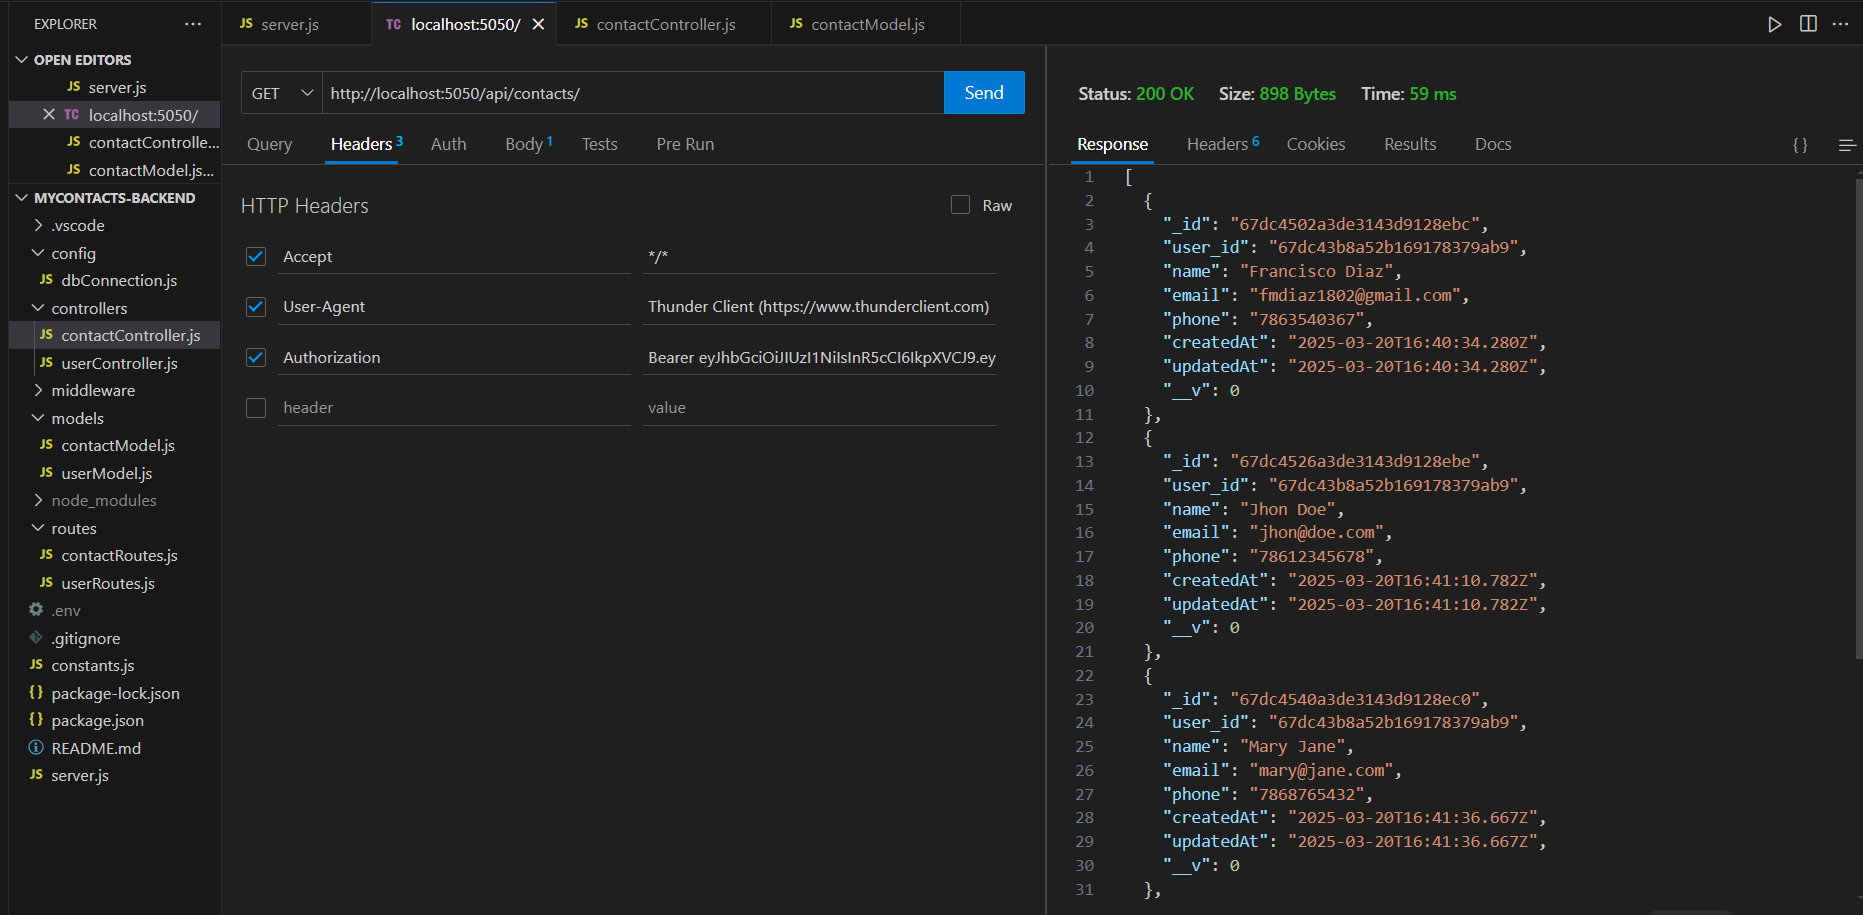 EXPLORER
OPEN EDITORS
JS server.js
TC localhost:5050/
JS contactControlle...
JS contactModel.js...
MYCONTACTS-BACKEND
.vscode
config
JS dbConnection.js
controllers
JS contactController.js
JS userController.js
middleware
models
JS contactModel.js
JS userModel.js
node_modules
routes
JS contactRoutes.js
JS userRoutes.js
.env
.gitignore
JS constants.js
{} package-lock.json
{} package.json
README.md
JS server.js
JS server.js
TC localhost:5050/
JS contactController.js
JS contactModel.js
GET
http://localhost:5050/api/contacts/
Send
Query Headers 3 Auth Body 1 Tests Pre Run
HTTP Headers
Raw
Accept */*
User-Agent Thunder Client (https://www.thunderclient.com)
Authorization Bearer eyJhbGciOiJIUzI1NiIsInR5cCI6IkpXVCJ9.ey
header value
Status: 200 OK Size: 898 Bytes Time: 59 ms
Response Headers 6 Cookies Results Docs {}
1 [
2 {
3 "_id": "67dc4502a3de3143d9128ebc",
4 "user_id": "67dc43b8a52b169178379ab9",
5 "name": "Francisco Diaz",
6 "email": "fmdiaz1802@gmail.com",
7 "phone": "7863540367",
8 "createdAt": "2025-03-20T16:40:34.280Z",
9 "updatedAt": "2025-03-20T16:40:34.280Z",
10 "__v": 0
11 },
12 {
13 "_id": "67dc4526a3de3143d9128ebe",
14 "user_id": "67dc43b8a52b169178379ab9",
15 "name": "Jhon Doe",
16 "email": "jhon@doe.com",
17 "phone": "78612345678",
18 "createdAt": "2025-03-20T16:41:10.782Z",
19 "updatedAt": "2025-03-20T16:41:10.782Z",
20 "__v": 0
21 },
22 {
23 "_id": "67dc4540a3de3143d9128ec0",
24 "user_id": "67dc43b8a52b169178379ab9",
25 "name": "Mary Jane",
26 "email": "mary@jane.com",
27 "phone": "7868765432",
28 "createdAt": "2025-03-20T16:41:36.667Z",
29 "updatedAt": "2025-03-20T16:41:36.667Z",
30 "__v": 0
31 },